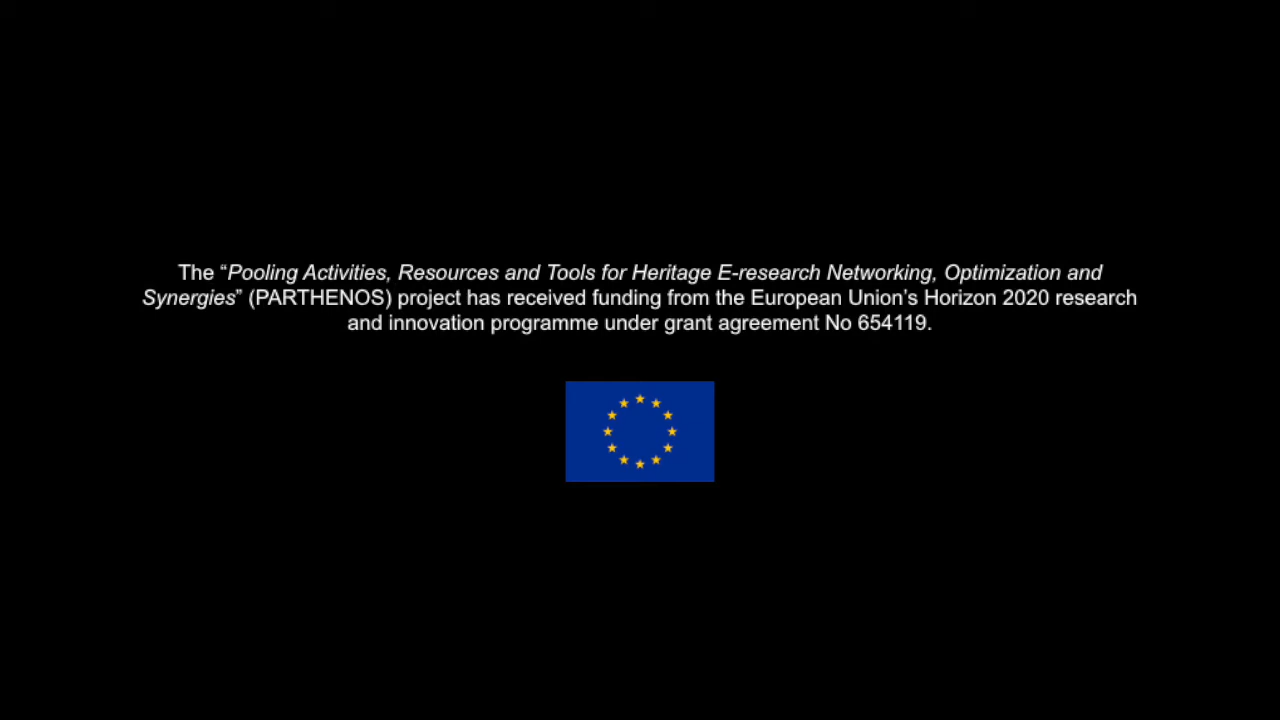 The “Pooling Activities, Resources and Tools for Heritage E-research Networking, Optimization and
Synergies” (PARTHENOS) project has received funding from the European Union’s Horizon 2020 research
and innovation programme under grant agreement No 654119.